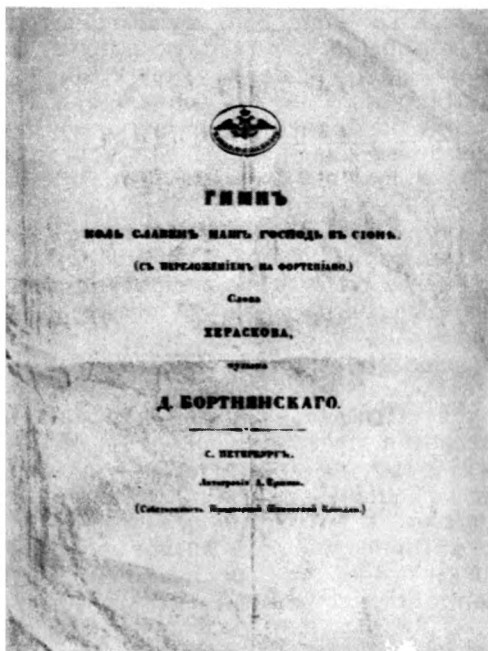 ГИМНЪ
КОЛЬ СЛАВЕНЪ НАШЪ ГОСПОДЬ ВЪ СІОНѢ.
(СЪ ПЕРЕЛОЖЕНІЕМЪ НА ФОРТЕПІАНО.)
Слова
ХЕРАСКОВА,
музыка
Д. БОРТНЯНСКАГО.
С. ПЕТЕРБУРГЪ.
Литографія
(Собственность Придворной Пѣвческой Капеллы.)